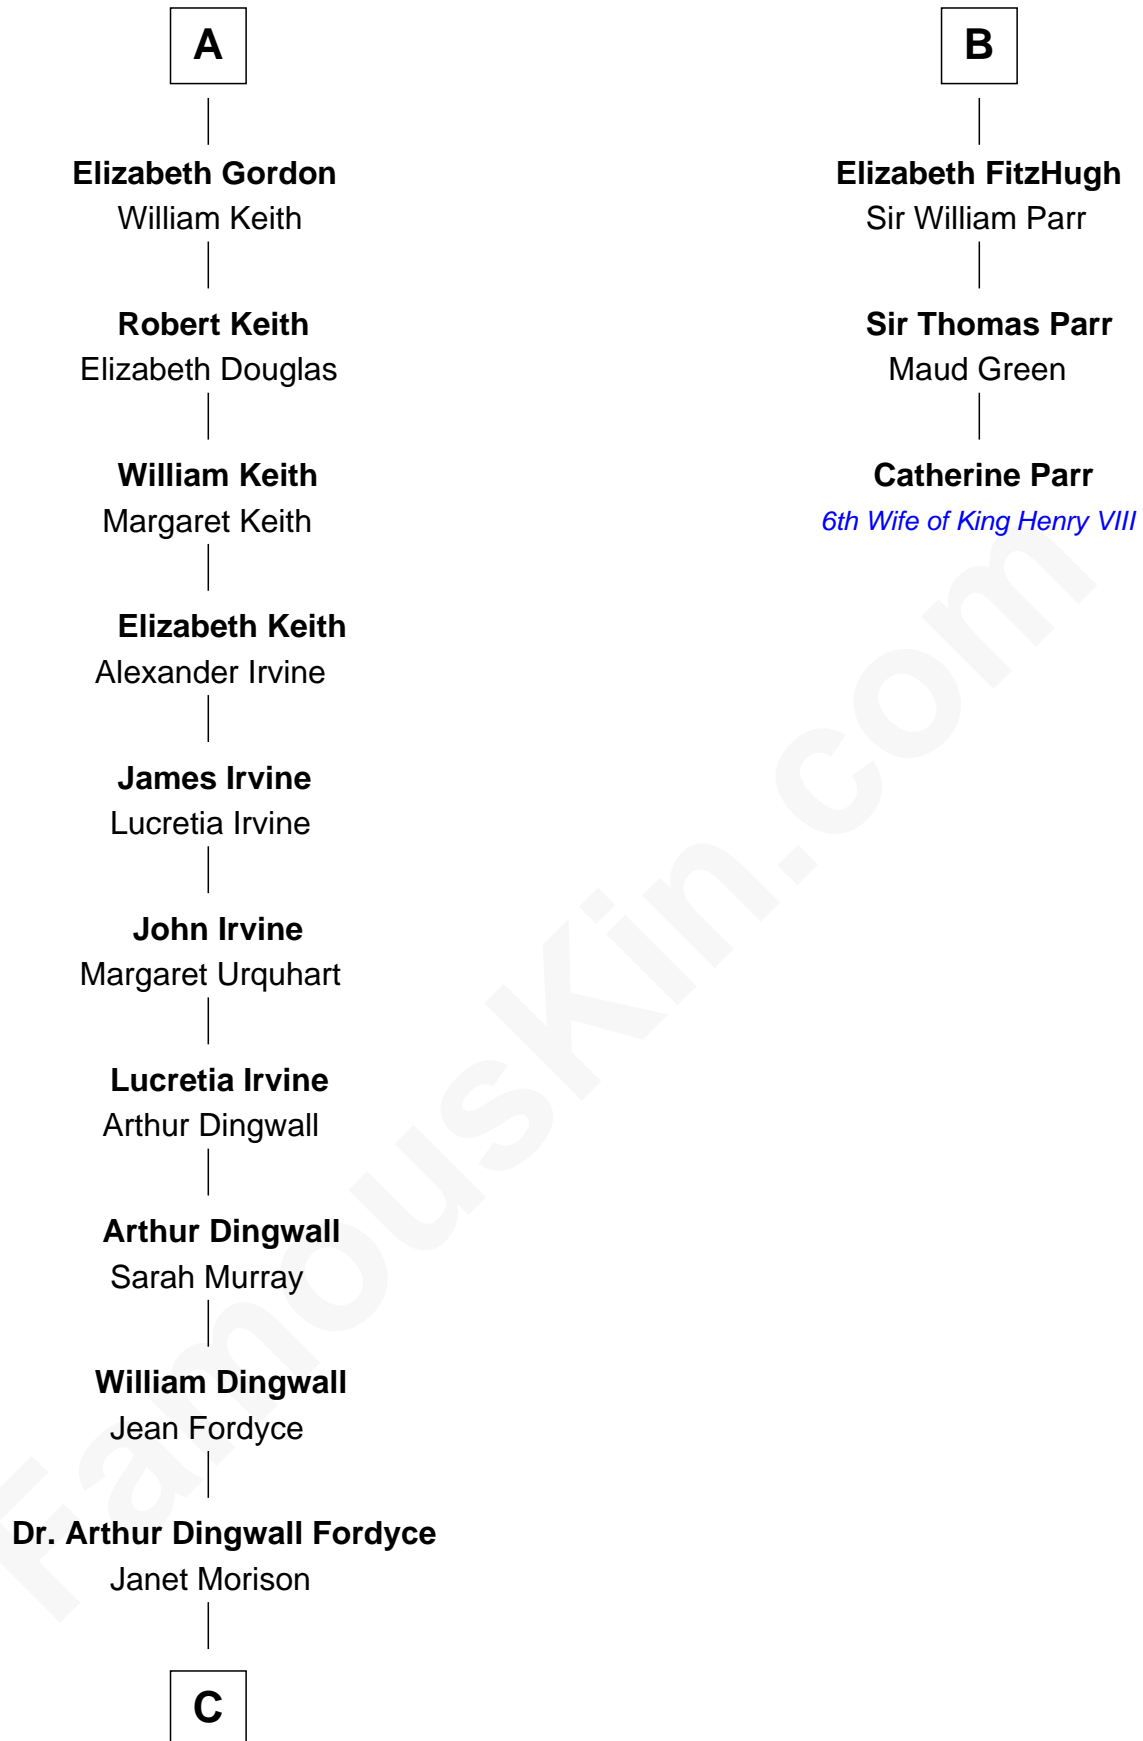 A
Elizabeth Gordon
William Keith
Robert Keith
Elizabeth Douglas
William Keith
Margaret Keith
Elizabeth Keith
Alexander Irvine
James Irvine
Lucretia Irvine
John Irvine
Margaret Urquhart
Lucretia Irvine
Arthur Dingwall
Arthur Dingwall
Sarah Murray
William Dingwall
Jean Fordyce
Dr. Arthur Dingwall Fordyce
Janet Morison
C
B
Elizabeth FitzHugh
Sir William Parr
Sir Thomas Parr
Maud Green
Catherine Parr
6th Wife of King Henry VIII
FamousKin.com